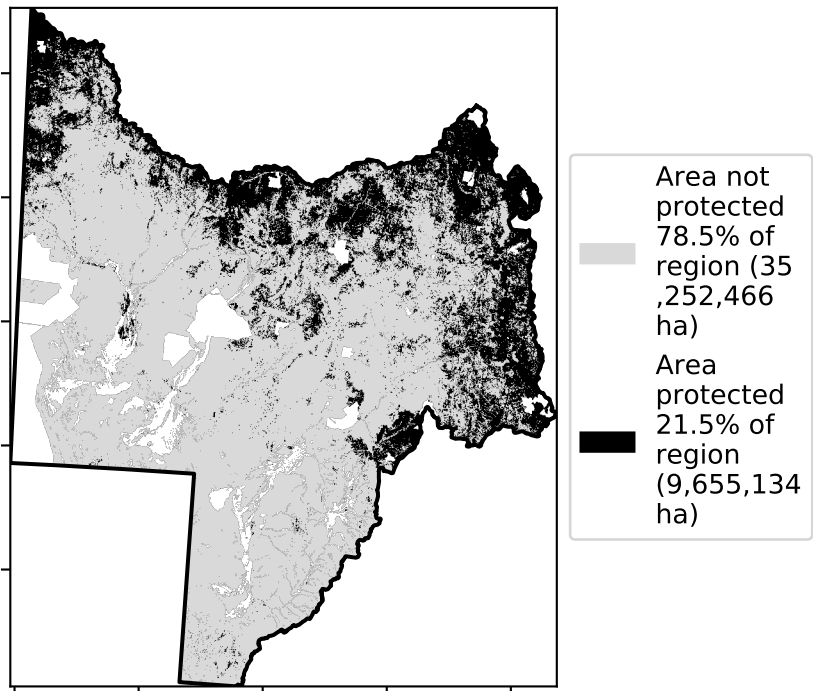 Area not
protected
78.5% of
region (35
,252,466
ha)
Area
protected
21.5% of
region
(9,655,134
ha)